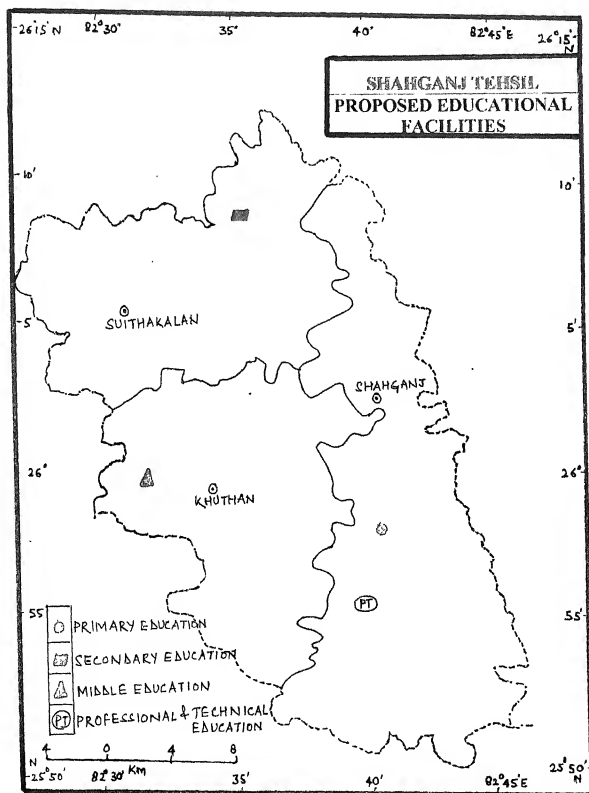 26°15'N 82°30' 35' 40' 82°45'E 26°15' N
SHAHGANJ TEHSIL
PROPOSED EDUCATIONAL
FACILITIES
10' 10'
SUITHAKALAN
5' 5'
SHAHGANJ
26° 26°
KHUTHAN
PT
55' 55'
PRIMARY EDUCATION
SECONDARY EDUCATION
MIDDLE EDUCATION
PT PROFESSIONAL & TECHNICAL
EDUCATION
4 0 4 8
KM
N 25°50' 82°30' 35' 40' 82°45'E 25°50' N